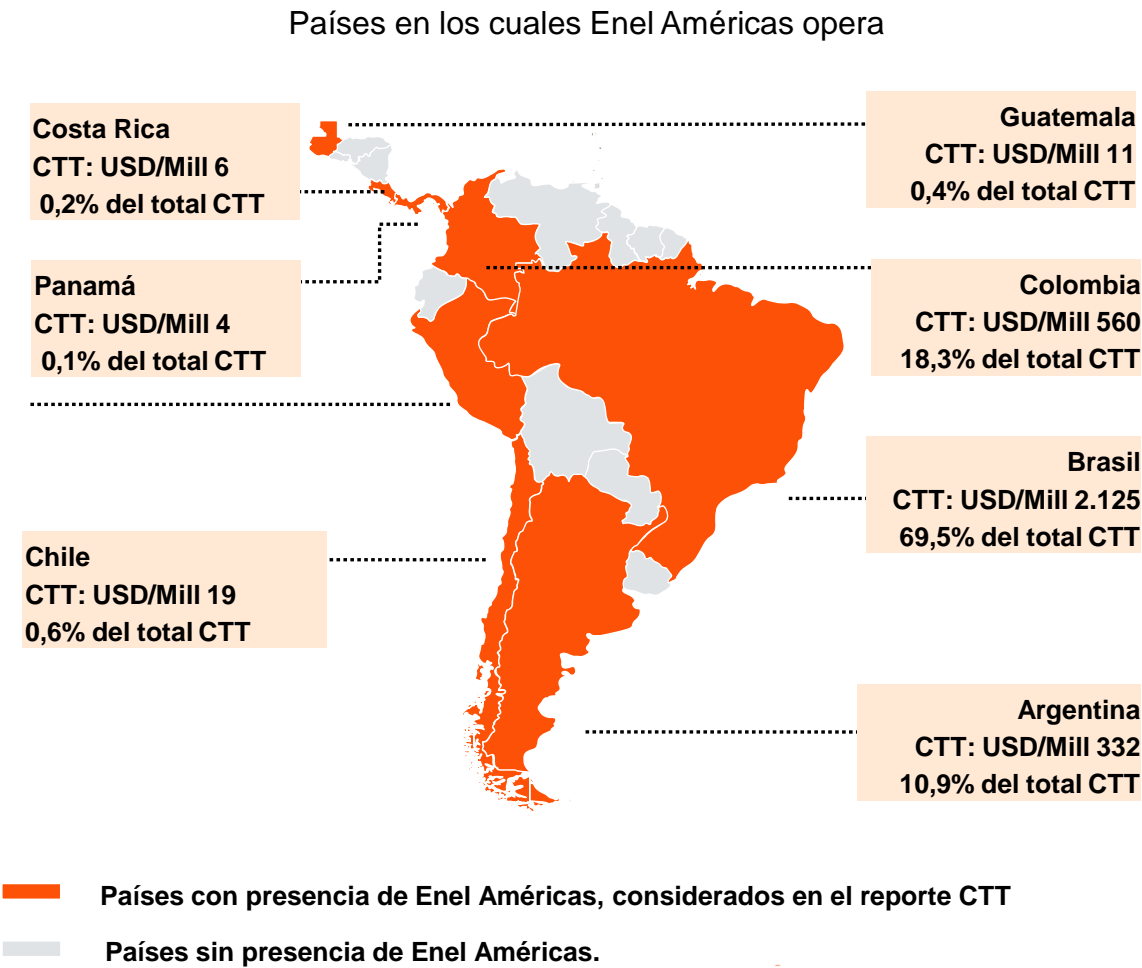 Países en los cuales Enel Américas opera
Costa Rica
CTT: USD/Mill 6
0,2% del total CTT
Guatemala
CTT: USD/Mill 11
0,4% del total CTT
Panamá
CTT: USD/Mill 4
0,1% del total CTT
Colombia
CTT: USD/Mill 560
18,3% del total CTT
Brasil
CTT: USD/Mill 2.125
69,5% del total CTT
Chile
CTT: USD/Mill 19
0,6% del total CTT
Argentina
CTT: USD/Mill 332
10,9% del total CTT
Países con presencia de Enel Américas, considerados en el reporte CTT
Países sin presencia de Enel Américas.